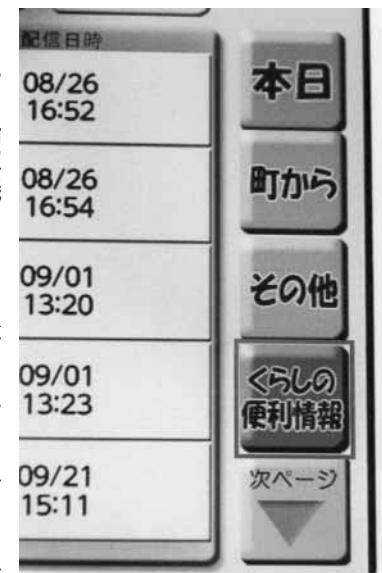 配信日時
08/26
16:52
08/26
16:54
09/01
13:20
09/01
13:23
09/21
15:11
本日
町から
その他
くらしの
便利情報
次ページ